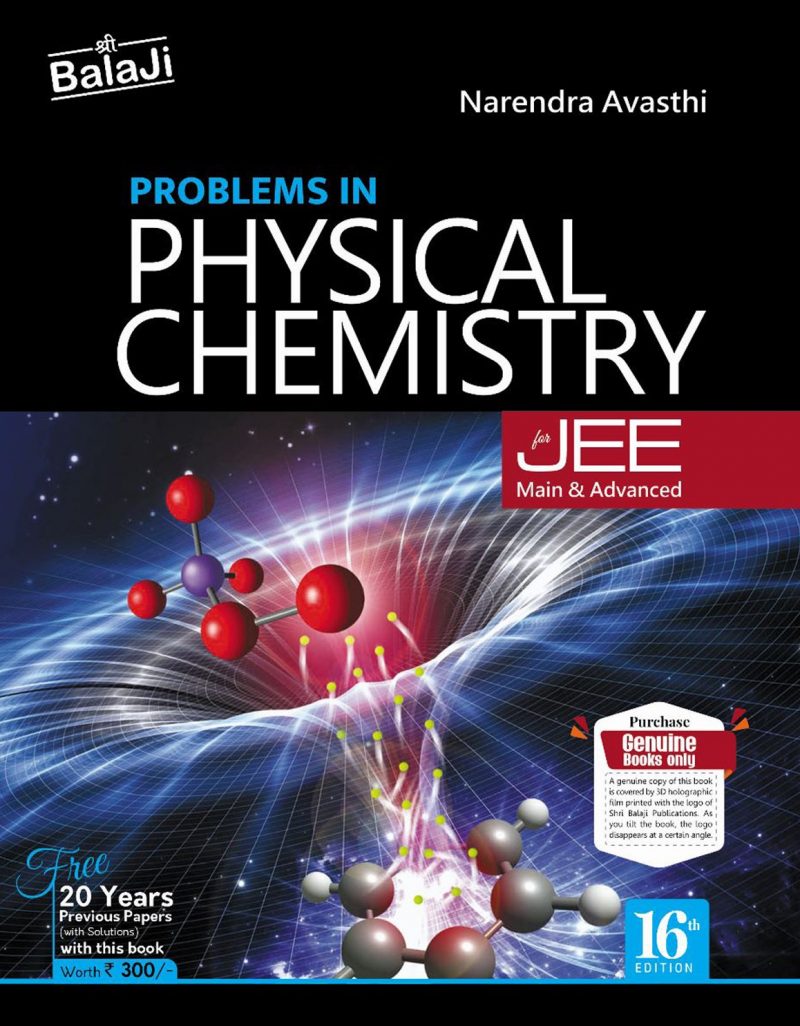 श्री
BalaJi
Narendra Avasthi
PROBLEMS IN
PHYSICAL
CHEMISTRY
for
JEE
Main & Advanced
Purchase
Genuine
Books only
A genuine copy of this book
is covered by 3D holographic
film printed with the logo of
Shri Balaji Publications. As
you tilt the book, the logo
disappears at a certain angle.
Free
20 Years
Previous Papers
(with Solutions)
with this book
Worth ₹ 300/-
16th
EDITION